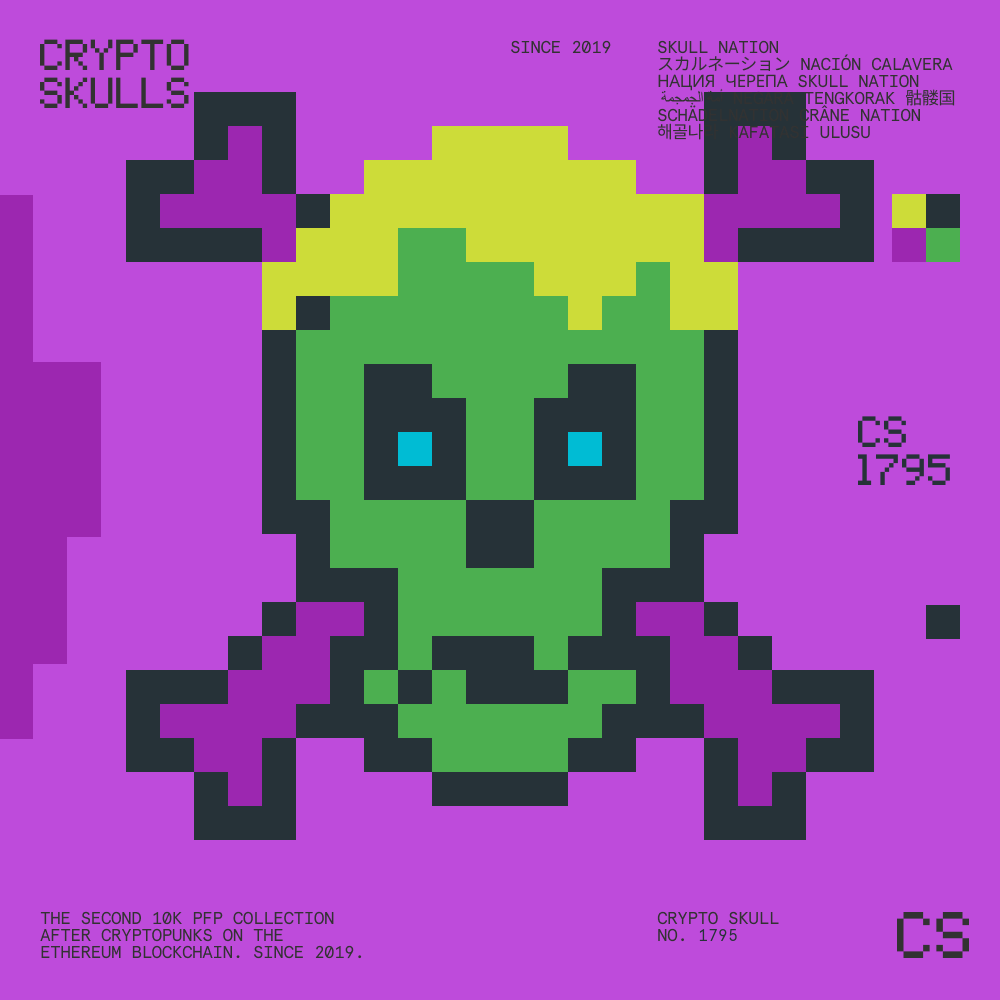 CRYPTO
SKULLS
SINCE 2019
SKULL NATION
スカルネーション NACIÓN CALAVERA
НАЦИЯ ЧЕРЕПА SKULL NATION
TENGKORAK 骷髅国
CRÂNE NATION
해골나 ULUSU
CS
1795
THE SECOND 10K PFP COLLECTION
AFTER CRYPTOPUNKS ON THE
ETHEREUM BLOCKCHAIN. SINCE 2019.
CRYPTO SKULL
NO. 1795
CS